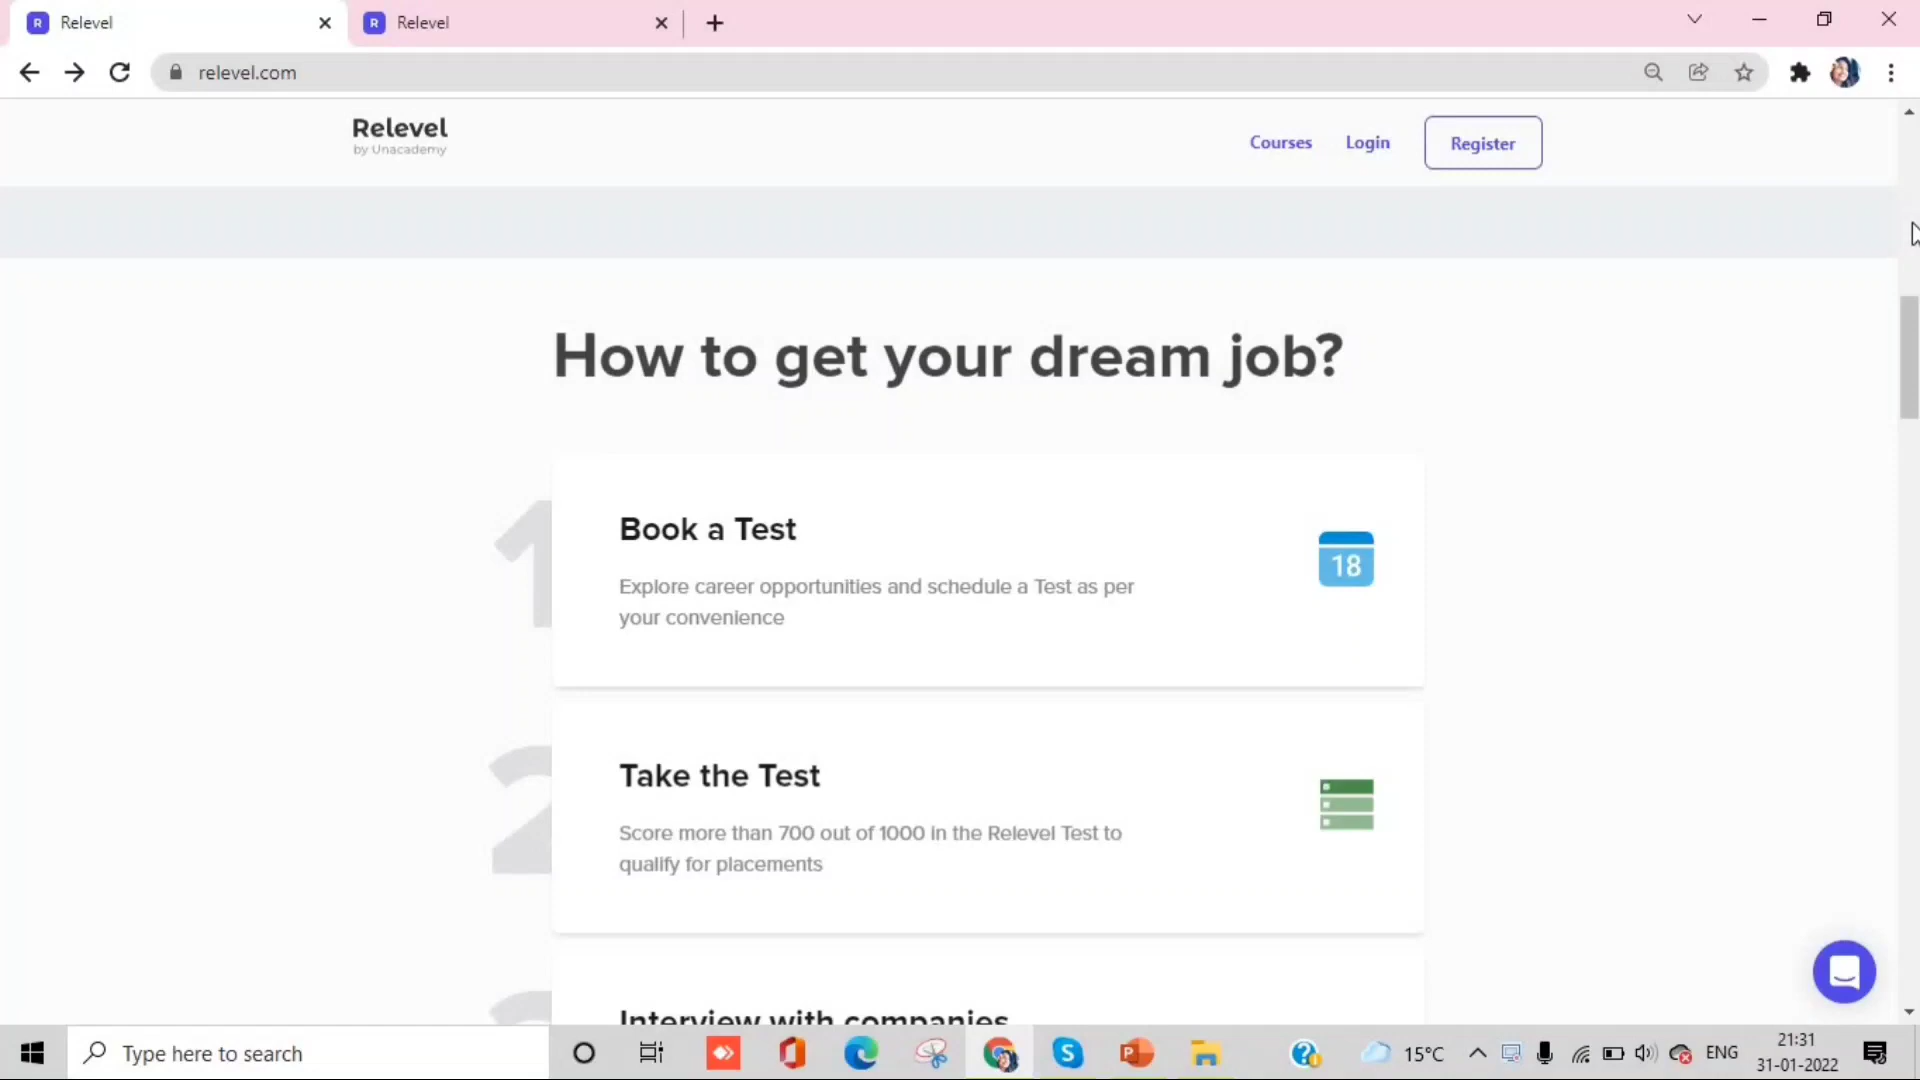 Relevel
Relevel
relevel.com
Relevel
by Unacademy
Courses
Login
Register
How to get your dream job?
1
Book a Test
Explore career opportunities and schedule a Test as per
your convenience
18
2
Take the Test
Score more than 700 out of 1000 in the Relevel Test to
qualify for placements
Interview with companies
Type here to search
15°C
ENG
21:31
31-01-2022